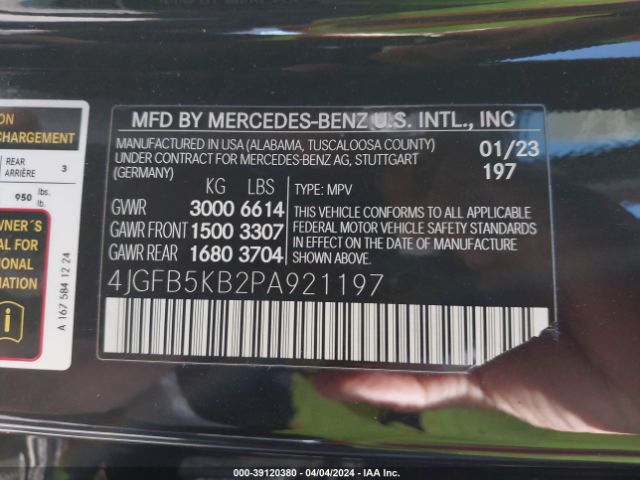 ON
CHARGEMENT
REAR
ARRIÈRE 3
950 lbs.
lb.
WNER´S
AL FOR
IONAL
MATION
A 167 584 12 24
MFD BY MERCEDES-BENZ U.S. INTL., INC
MANUFACTURED IN USA (ALABAMA, TUSCALOOSA COUNTY)
UNDER CONTRACT FOR MERCEDES-BENZ AG, STUTTGART
(GERMANY)
01/23
197
KG LBS
GVWR 3000 6614
GAWR FRONT 1500 3307
GAWR REAR 1680 3704
TYPE: MPV
THIS VEHICLE CONFORMS TO ALL APPLICABLE
FEDERAL MOTOR VEHICLE SAFETY STANDARDS
IN EFFECT ON THE DATE OF MANUFACTURE
SHOWN ABOVE.
4JGFB5KB2PA921197
000-39120380 - 04/04/2024 - IAA Inc.